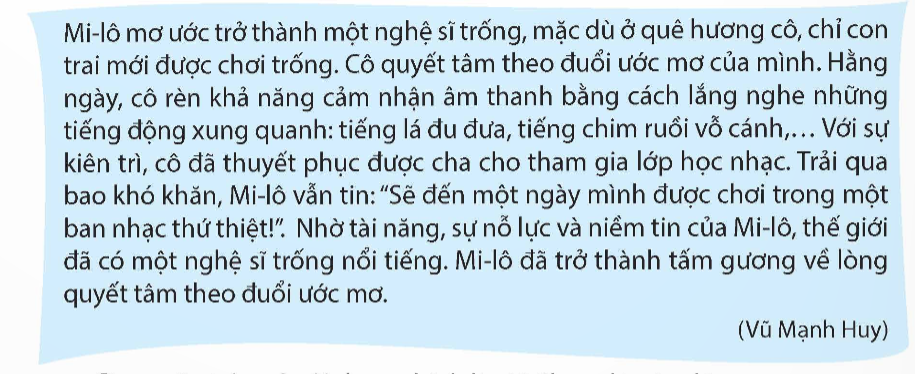 Mi-lô mơ ước trở thành một nghệ sĩ trống, mặc dù ở quê hương cô, chỉ con
trai mới được chơi trống. Cô quyết tâm theo đuổi ước mơ của mình. Hằng
ngày, cô rèn khả năng cảm nhận âm thanh bằng cách lắng nghe những
tiếng động xung quanh: tiếng lá đu đưa, tiếng chim ruồi vỗ cánh,... Với sự
kiên trì, cô đã thuyết phục được cha cho tham gia lớp học nhạc. Trải qua
bao khó khăn, Mi-lô vẫn tin: “Sẽ đến một ngày mình được chơi trong một
ban nhạc thứ thiệt!”. Nhờ tài năng, sự nỗ lực và niềm tin của Mi-lô, thế giới
đã có một nghệ sĩ trống nổi tiếng. Mi-lô đã trở thành tấm gương về lòng
quyết tâm theo đuổi ước mơ.
(Vũ Mạnh Huy)